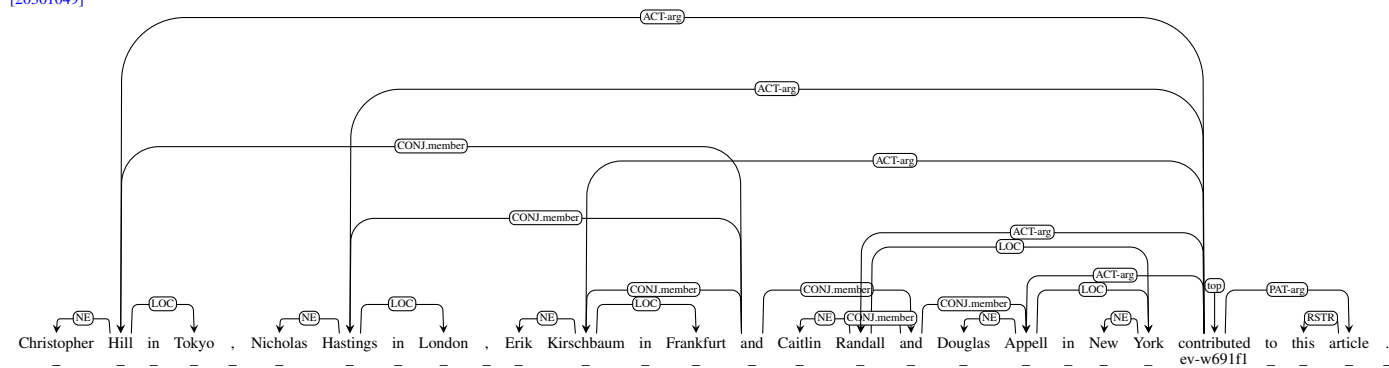 ACT-arg
ACT-arg
CONJ.member
ACT-arg
CONJ.member
ACT-arg
LOC
ACT-arg
top
CONJ.member CONJ.member LOC PAT-arg
LOC LOC LOC CONJ.member
NE NE NE NE CONJ.member NE NE RSTR
Christopher Hill in Tokyo , Nicholas Hastings in London , Erik Kirschbaum in Frankfurt and Caitlin Randall and Douglas Appell in New York contributed to this article .
_ _ _ _ _ _ _ _ _ _ _ _ _ _ _ _ _ _ _ _ _ _ ev-w691f1 _ _ _ _